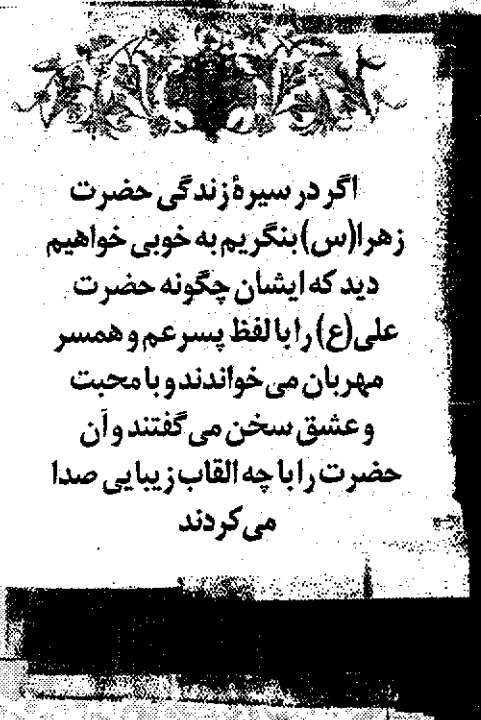 اگر در سیرهٔ زندگی حضرت
زهرا(س) بنگریم به خوبی خواهیم
دید که ایشان چگونه حضرت
علی(ع) را با لفظ پسر عم و همسر
مهربان می خواندند و با محبت
و عشق سخن می گفتند و آن
حضرت را با چه القاب زیبایی صدا
می کردند